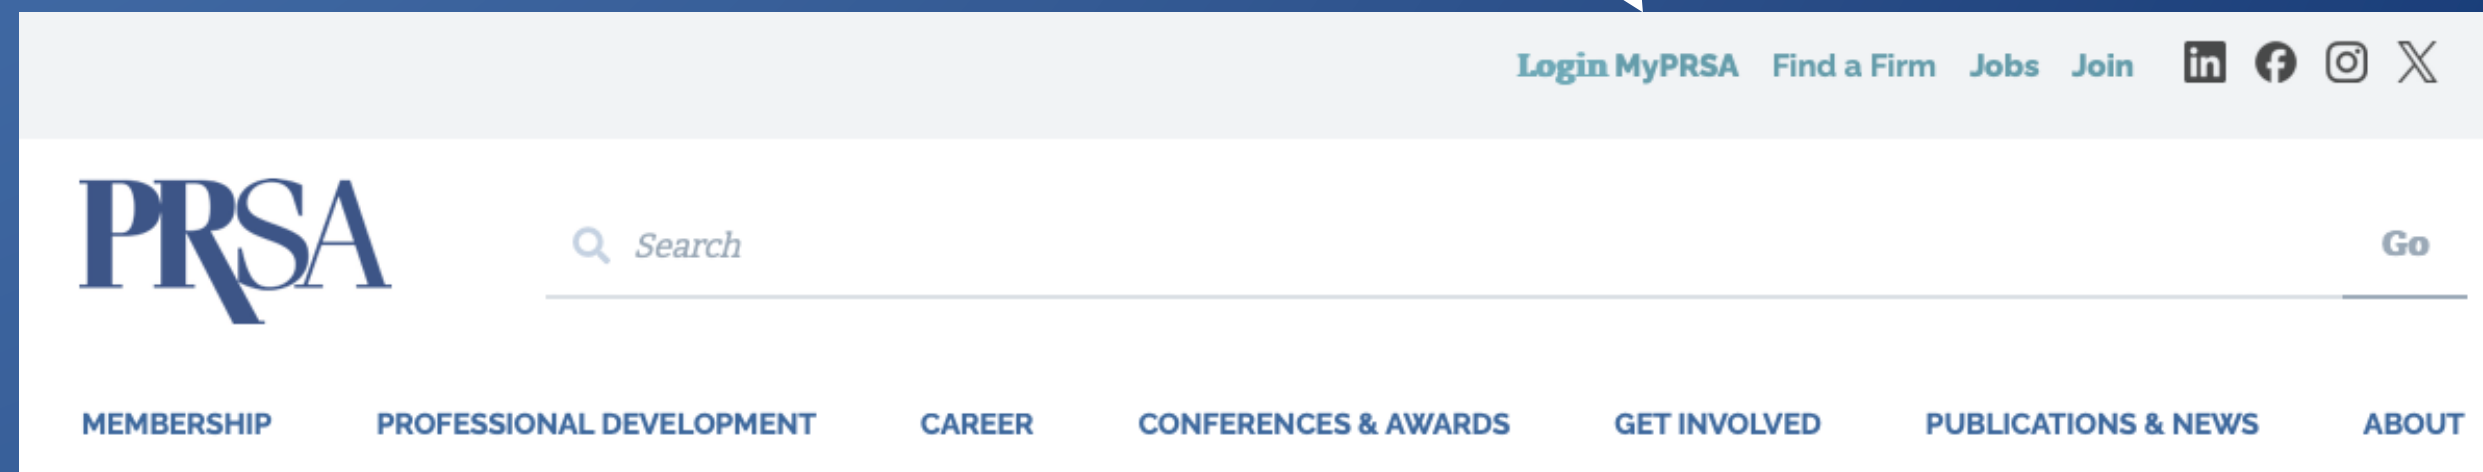 Login MyPRSA Find a Firm Jobs Join
PRSA
Search Go
MEMBERSHIP PROFESSIONAL DEVELOPMENT CAREER CONFERENCES & AWARDS GET INVOLVED PUBLICATIONS & NEWS ABOUT